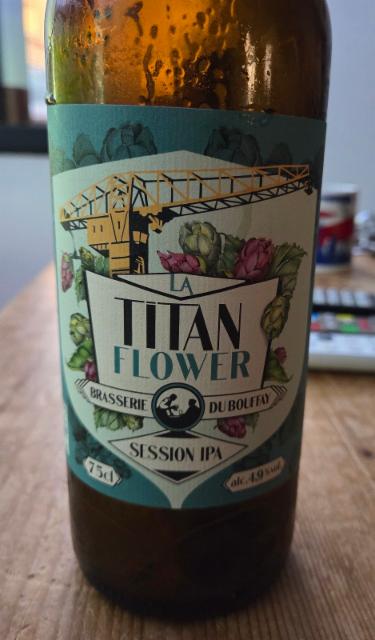 LA
TITAN
FLOWER
BRASSERIE DU BOUFFAY
SESSION IPA
75cl
alc. 4,9%vol